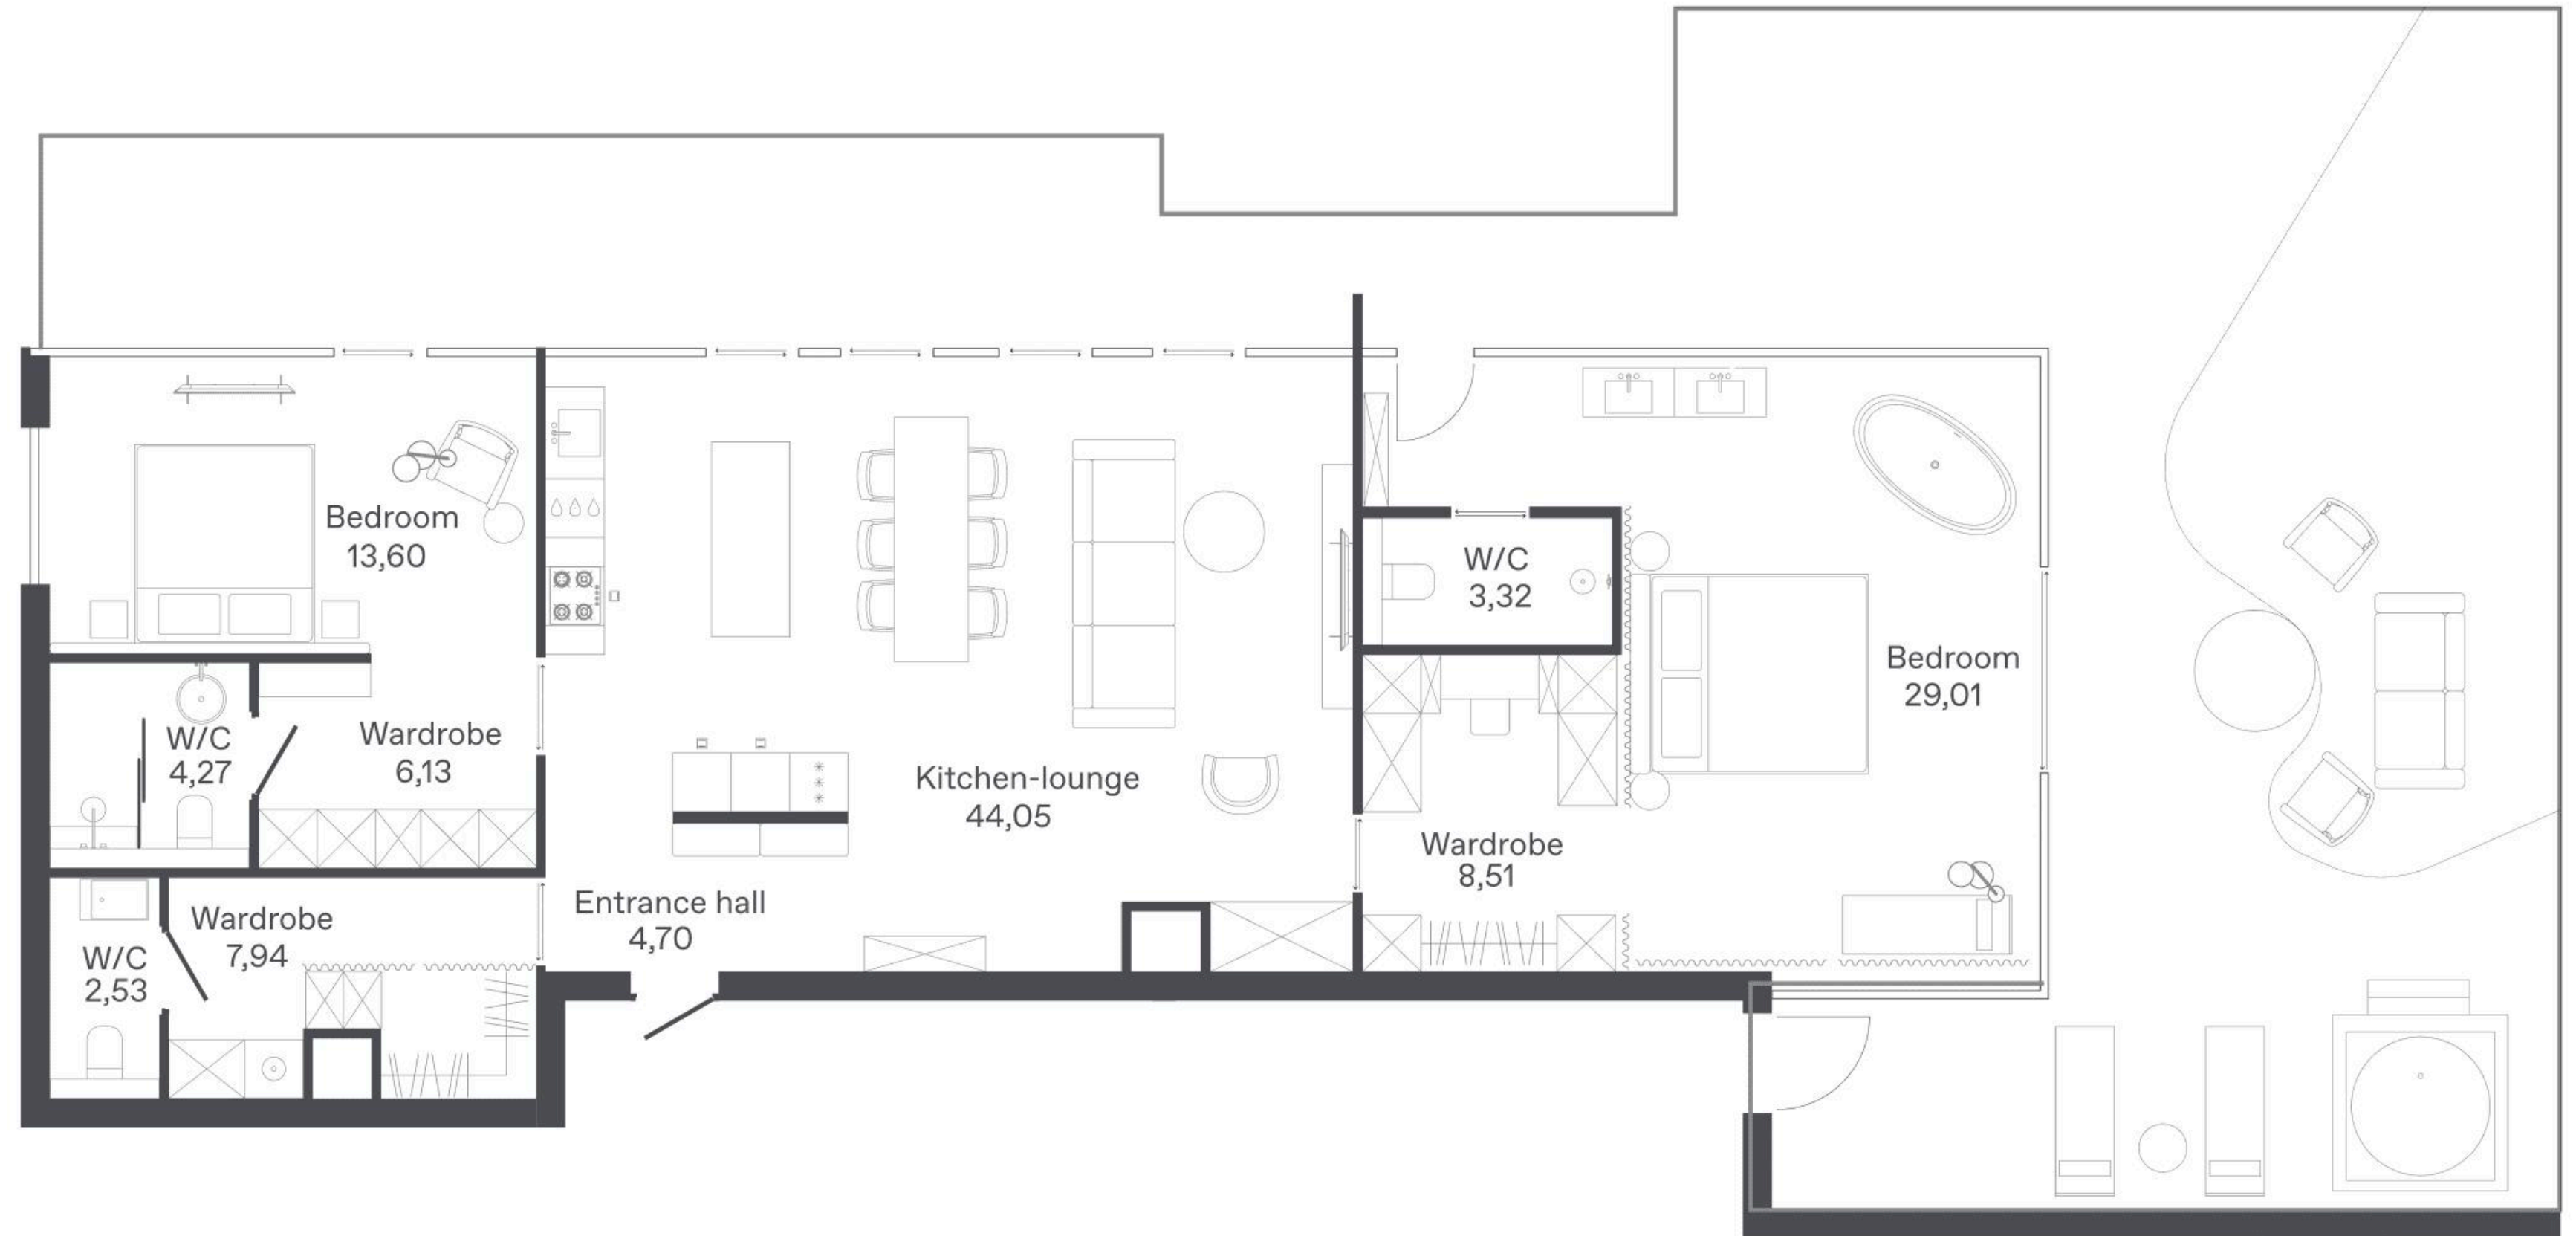 Bedroom
13,60
W/C
4,27
Wardrobe
6,13
W/C
2,53
Wardrobe
7,94
Entrance hall
4,70
Kitchen-lounge
44,05
W/C
3,32
Wardrobe
8,51
Bedroom
29,01